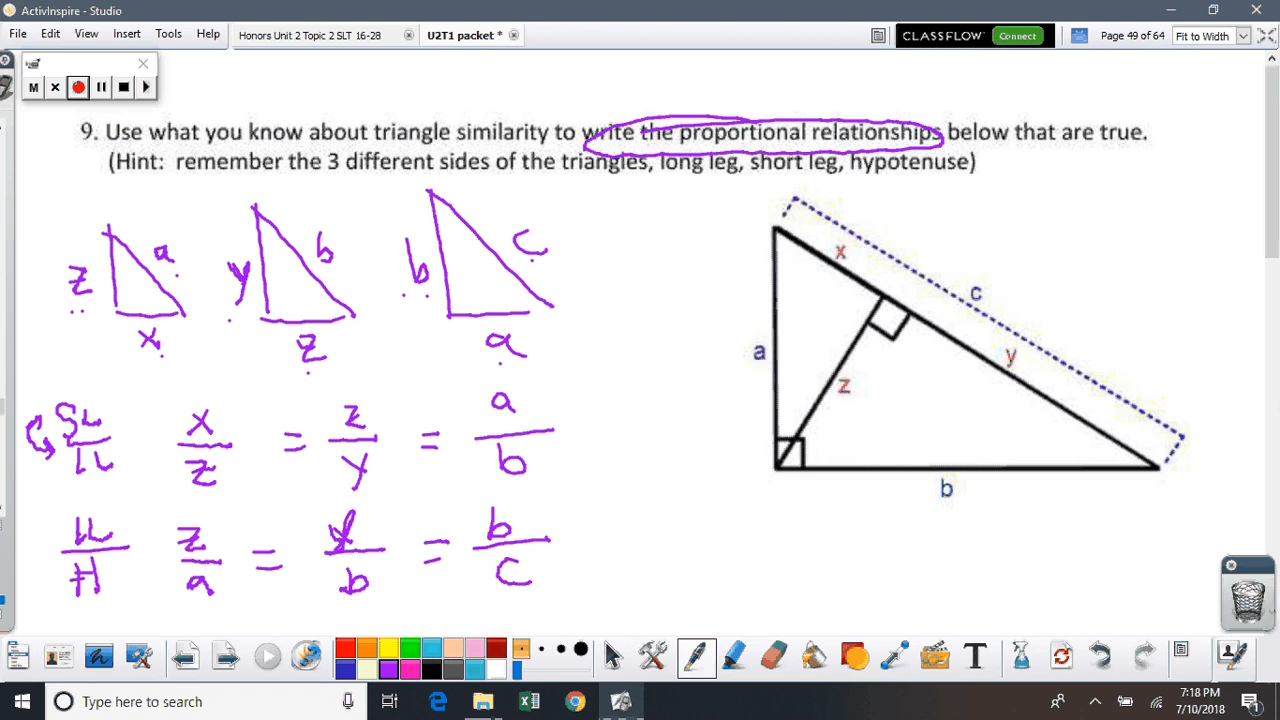 ActivInspire - Studio
File Edit View Insert Tools Help
Honors Unit 2 Topic 2 SLT 16-28
U2T1 packet *
CLASSFLOW Connect
Page 49 of 64
Fit to Width
M
9. Use what you know about triangle similarity to write the proportional relationships below that are true.
(Hint: remember the 3 different sides of the triangles, long leg, short leg, hypotenuse)
z a x
y b z
b c a
x
c
a
z
y
b
SL/LL x/z = z/y = a/b
LL/H z/a = y/b = b/c
T
Type here to search
7:18 PM
7/10/2018
1